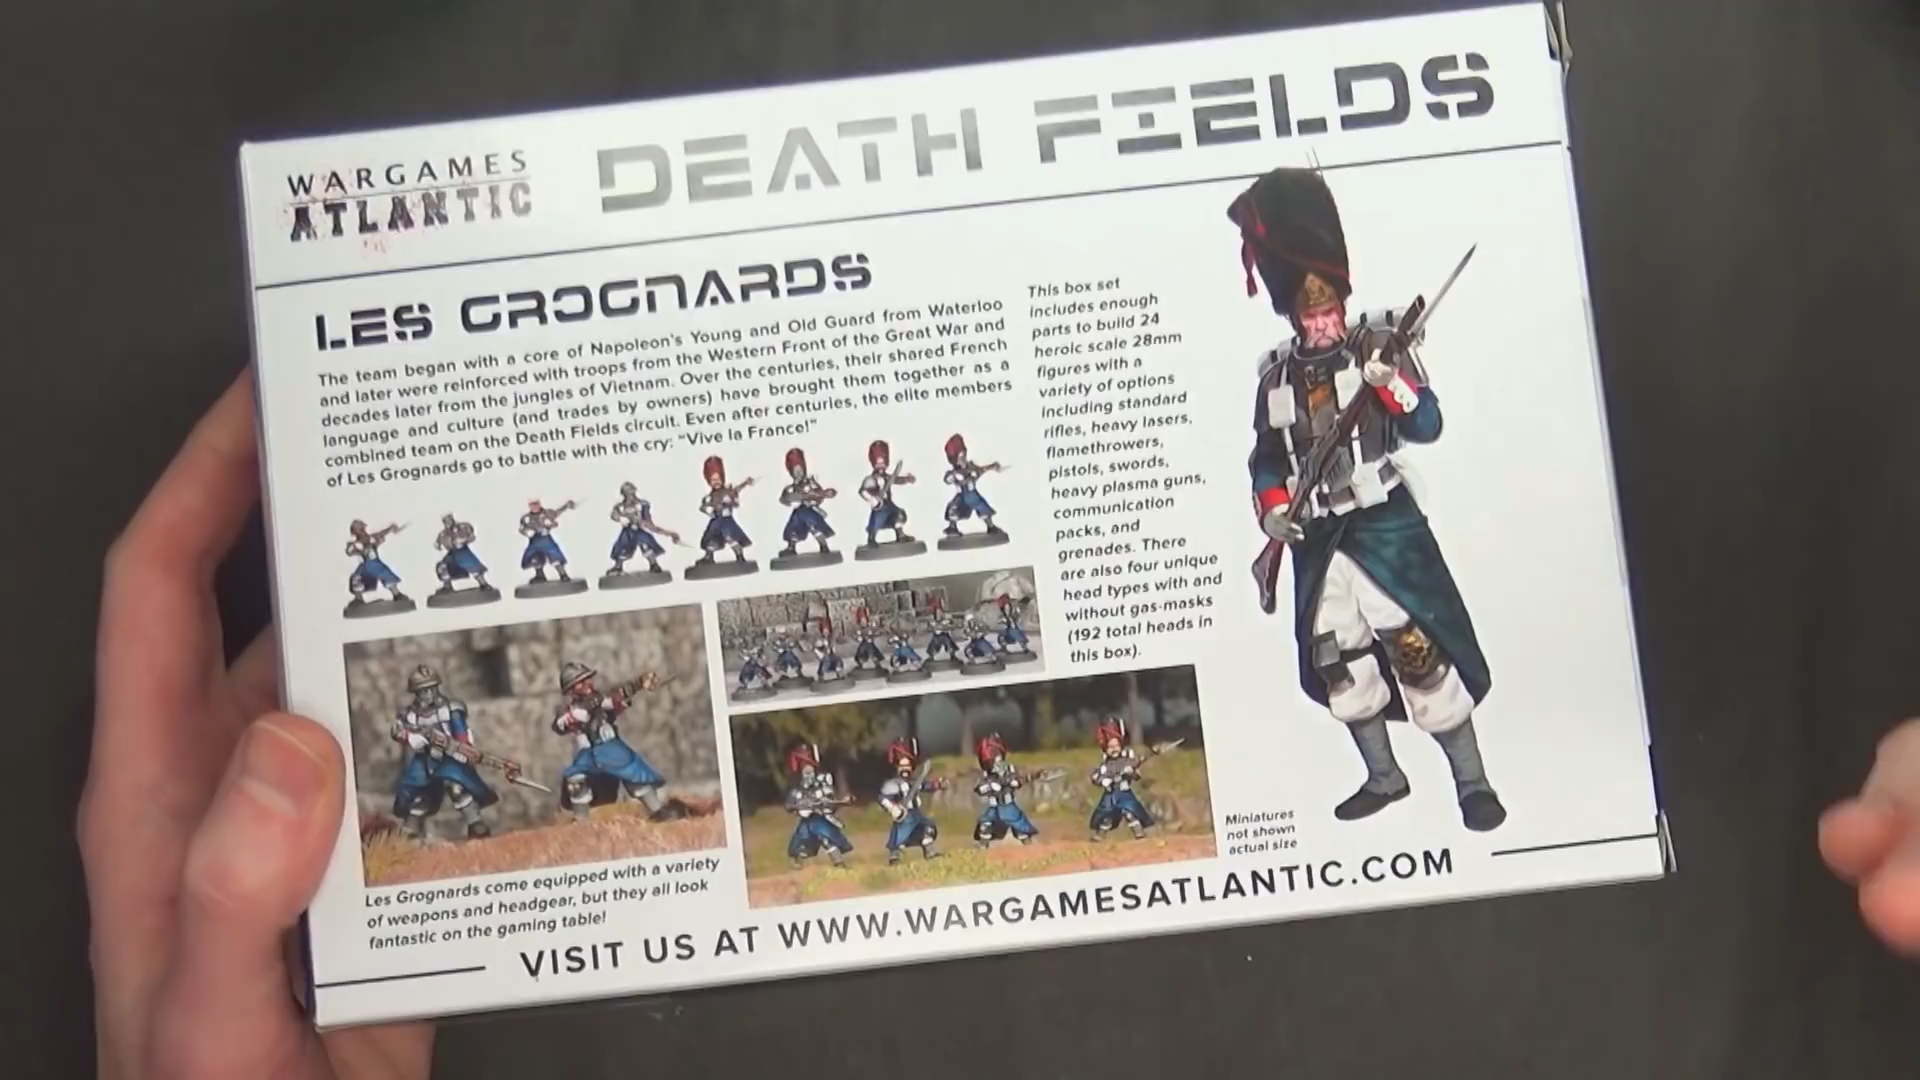 WARGAMES
ATLANTIC
DEATH FIELDS
LES GROGNARDS
The team began with a core of Napoleon's Young and Old Guard from Waterloo
and later were reinforced with troops from the Western Front of the Great War and
decades later from the jungles of Vietnam. Over the centuries, their shared French
language and culture (and trades by owners) have brought them together as a
combined team on the Death Fields circuit. Even after centuries, the elite members
of Les Grognards go to battle with the cry: "Vive la France!"
This box set
includes enough
parts to build 24
heroic scale 28mm
figures with a
variety of options
including standard
rifles, heavy lasers,
flamethrowers,
pistols, swords,
heavy plasma guns,
communication
packs, and
grenades. There
are also four unique
head types with and
without gas-masks
(192 total heads in
this box).
Les Grognards come equipped with a variety
of weapons and headgear, but they all look
fantastic on the gaming table!
Miniatures
not shown
actual size
VISIT US AT WWW.WARGAMESATLANTIC.COM